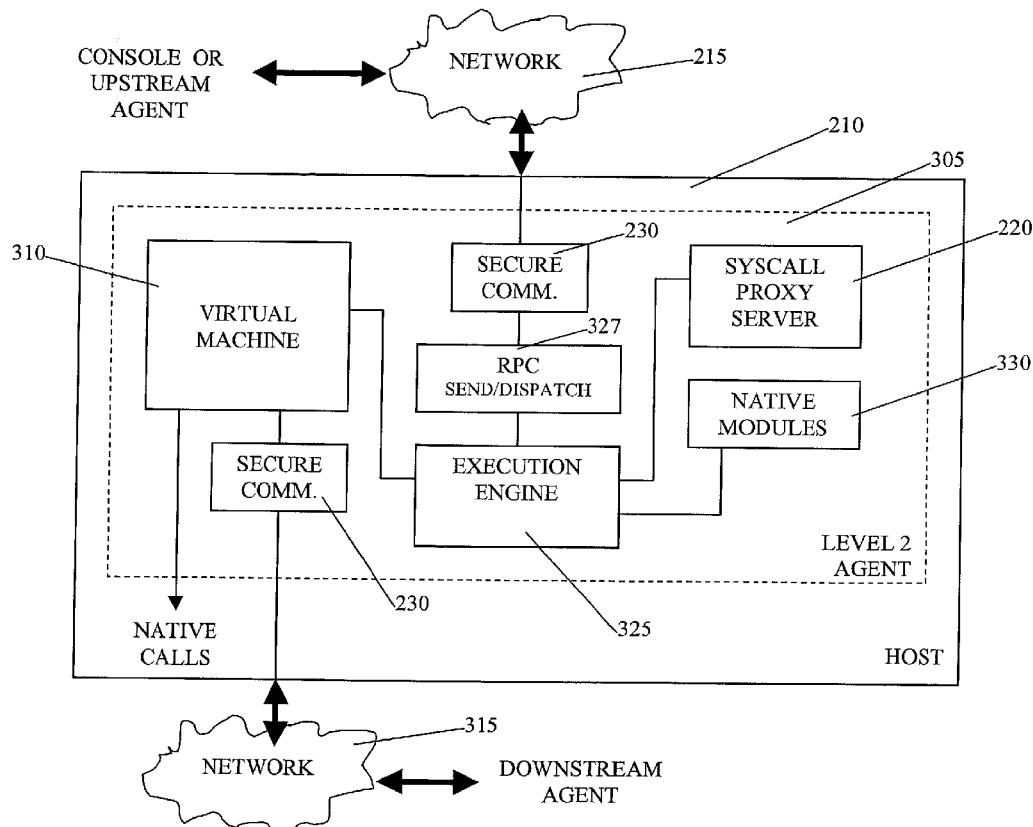 CONSOLE OR
UPSTREAM
AGENT
NETWORK
215
210
305
310
230
220
VIRTUAL
MACHINE
SECURE
COMM.
SYSCALL
PROXY
SERVER
327
RPC
SEND/DISPATCH
330
NATIVE
MODULES
SECURE
COMM.
EXECUTION
ENGINE
LEVEL 2
AGENT
230
325
NATIVE
CALLS
HOST
315
NETWORK
DOWNSTREAM
AGENT